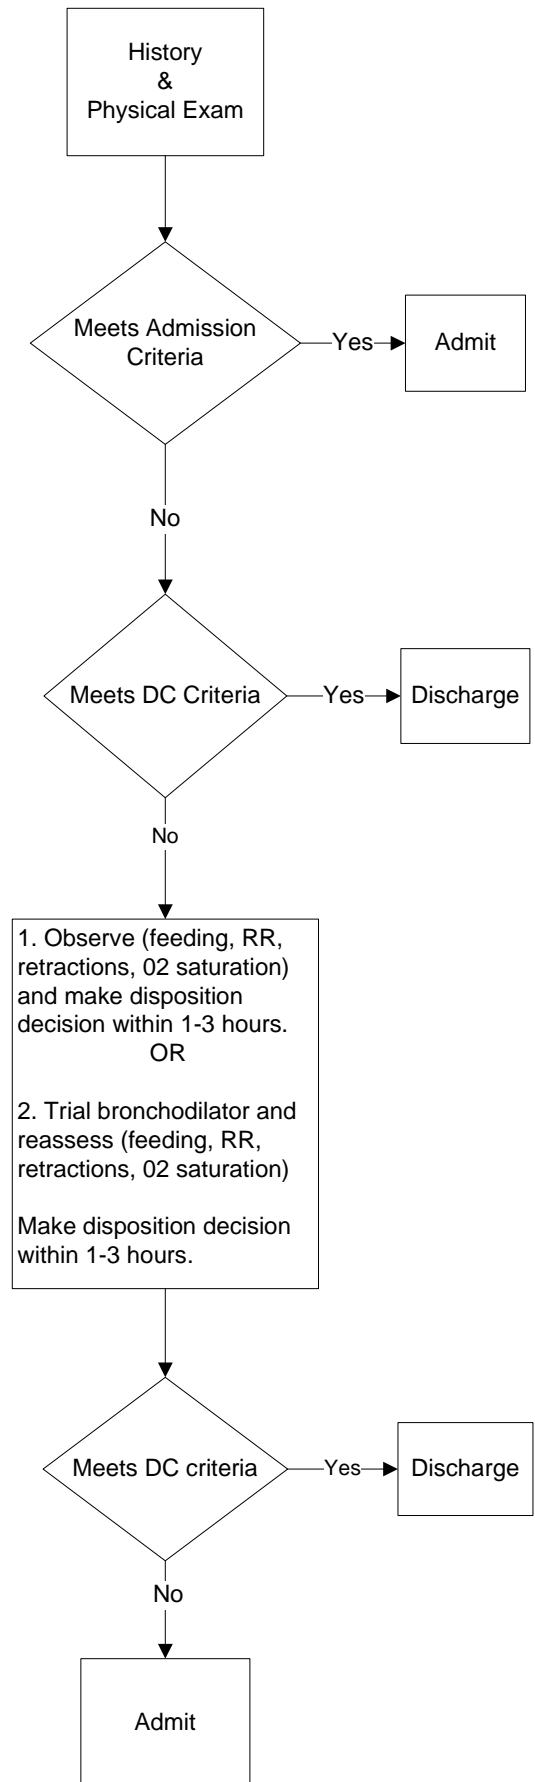 History
&
Physical Exam
Meets Admission
Criteria
Yes
Admit
No
Meets DC Criteria
Yes
Discharge
No
1. Observe (feeding, RR,
retractions, 02 saturation)
and make disposition
decision within 1-3 hours.
OR
2. Trial bronchodilator and
reassess (feeding, RR,
retractions, 02 saturation)
Make disposition decision
within 1-3 hours.
Meets DC criteria
Yes
Discharge
No
Admit